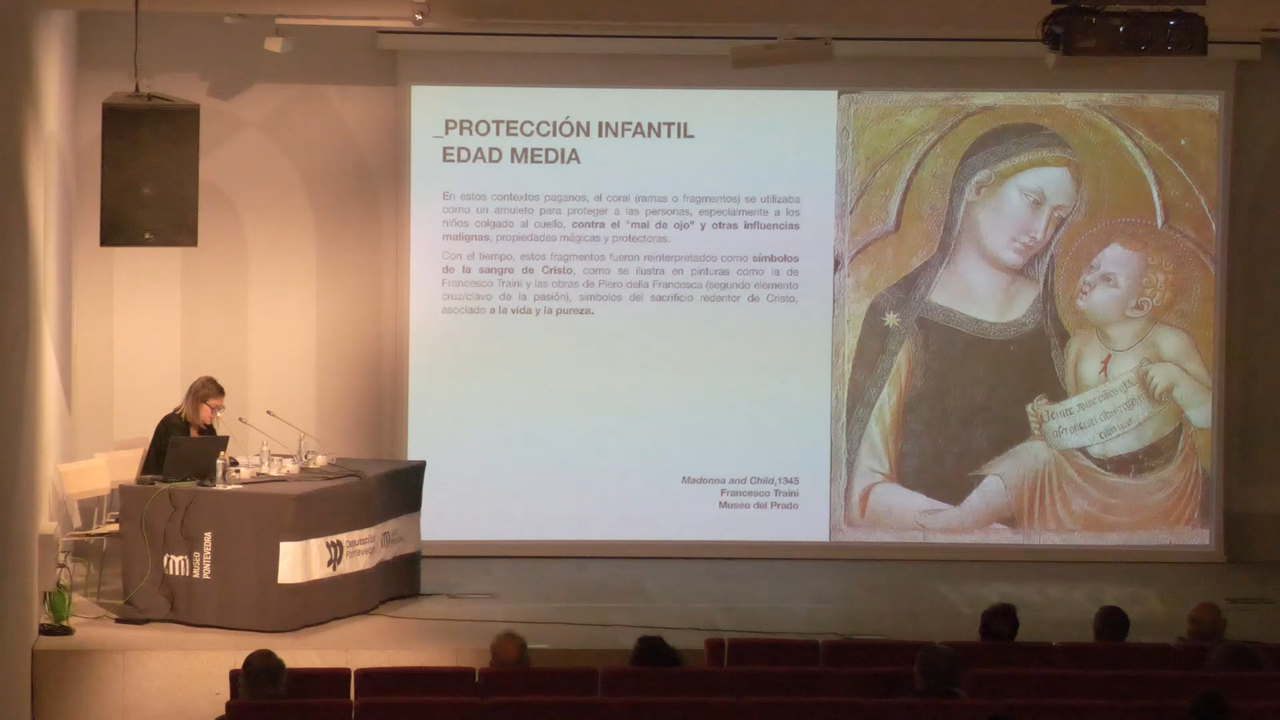 _PROTECCIÓN INFANTIL
EDAD MEDIA
En estos contextos paganos, el coral (ramas o fragmentos) se utilizaba
como un amuleto para proteger a las personas, especialmente a los
niños colgado al cuello, contra el "mal de ojo" y otras influencias
malignas, propiedades mágicas y protectoras.
Con el tiempo, estos fragmentos fueron reinterpretados como símbolos
de la sangre de Cristo, como se ilustra en pinturas como la de
Francesco Traini y las obras de Piero della Francesca (segundo elemento
cruz/clavo de la pasión), símbolos del sacrificio redentor de Cristo,
asociado a la vida y la pureza.
Madonna and Child,1345
Francesco Traini
Museo del Prado
MUSEO
PONTEVEDRA
Deputación
Pontevedra